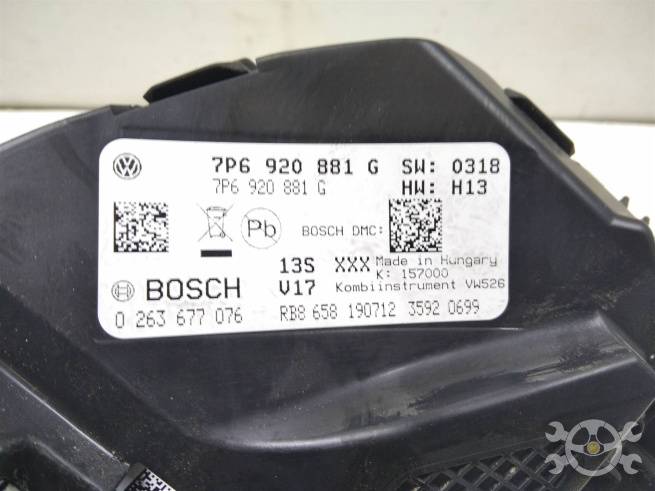 7P6 920 881 G SW: 0318
7P6 920 881 G HW: H13
Pb BOSCH DMC:
13S XXX Made in Hungary
K: 157000
BOSCH V17 Kombiinstrument VW526
0 263 677 076 RB8 658 190712 3592 0699